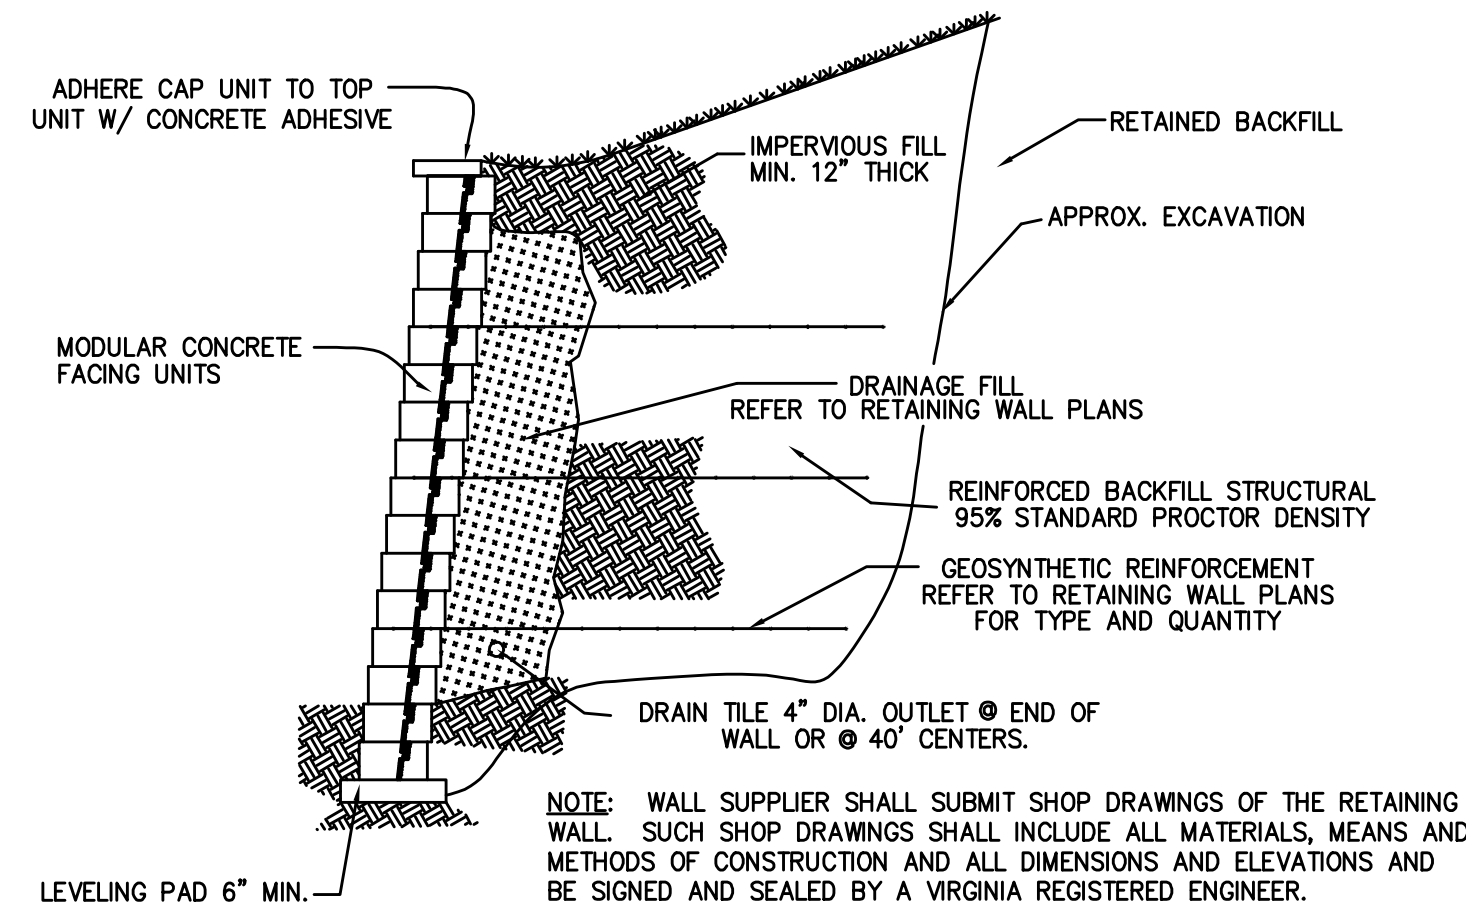 ADHERE CAP UNIT TO TOP
UNIT W/ CONCRETE ADHESIVE
IMPERVIOUS FILL
MIN. 12" THICK
RETAINED BACKFILL
APPROX. EXCAVATION
MODULAR CONCRETE
FACING UNITS
DRAINAGE FILL
REFER TO RETAINING WALL PLANS
REINFORCED BACKFILL STRUCTURAL
95% STANDARD PROCTOR DENSITY
GEOSYNTHETIC REINFORCEMENT
REFER TO RETAINING WALL PLANS
FOR TYPE AND QUANTITY
DRAIN TILE 4" DIA. OUTLET @ END OF
WALL OR @ 40' CENTERS.
NOTE: WALL SUPPLIER SHALL SUBMIT SHOP DRAWINGS OF THE RETAINING
WALL. SUCH SHOP DRAWINGS SHALL INCLUDE ALL MATERIALS, MEANS AND
METHODS OF CONSTRUCTION AND ALL DIMENSIONS AND ELEVATIONS AND
BE SIGNED AND SEALED BY A VIRGINIA REGISTERED ENGINEER.
LEVELING PAD 6" MIN.